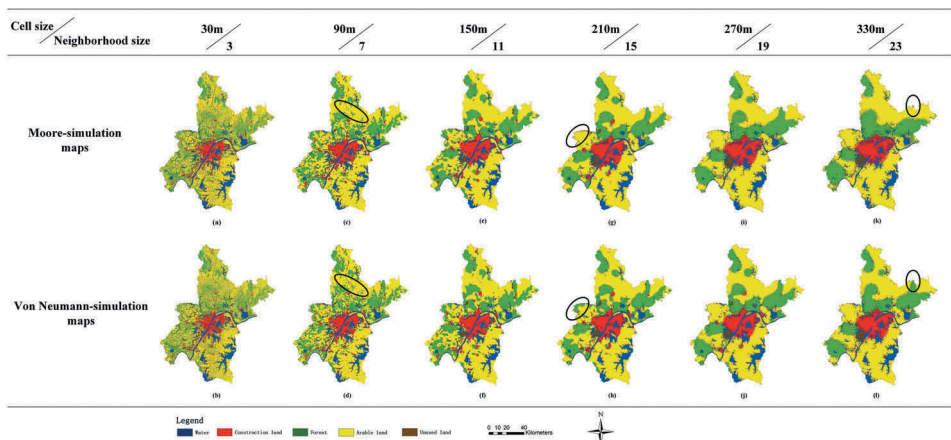 Cell size
Neighborhood size
30m 90m 150m 210m 270m 330m
3 7 11 15 19 23
Moore-simulation
maps
(a) (c) (e) (g) (i) (k)
Von Neumann-simulation
maps
(b) (d) (f) (h) (j) (l)
Legend
Water Construction land Forest Arable land Unused land
0 10 20 40
Kilometers
N